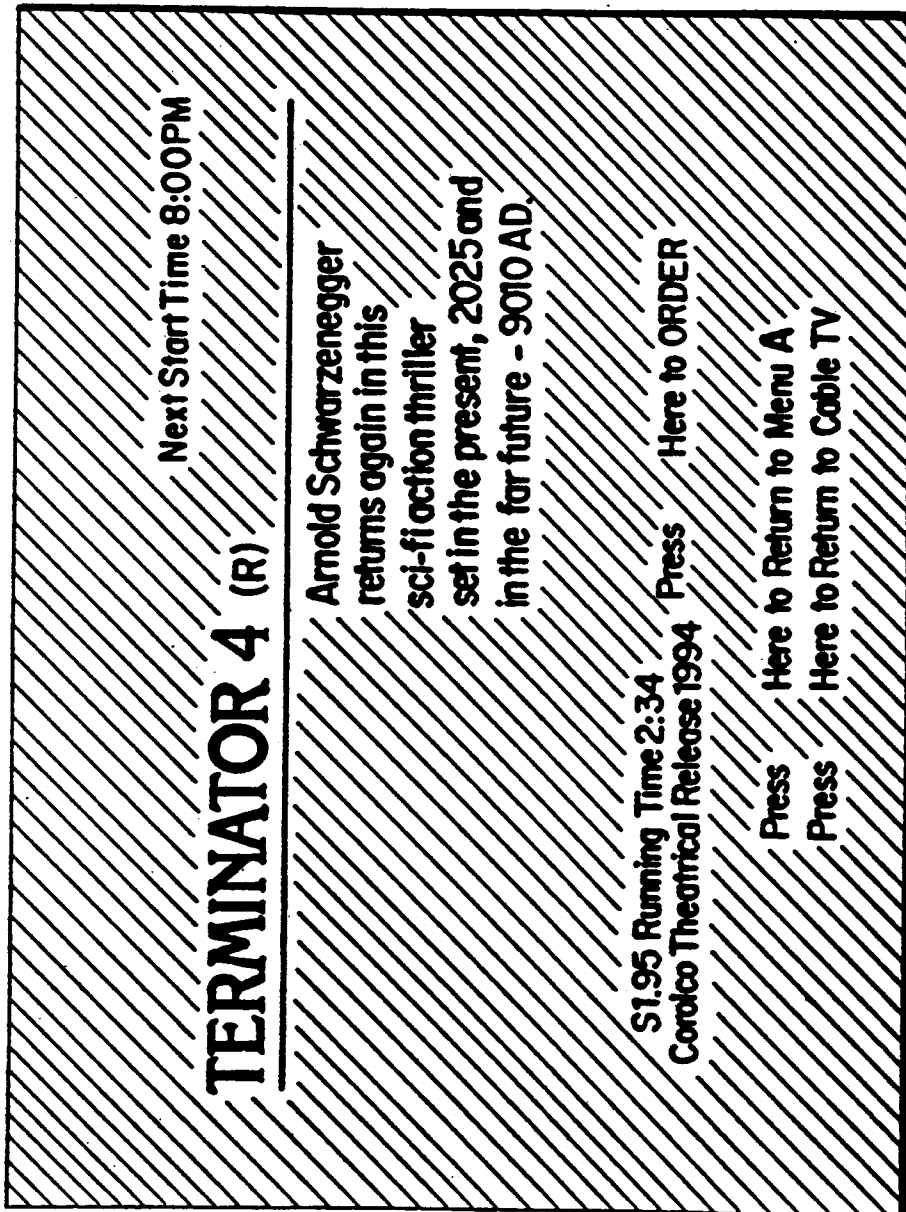 Next Start Time 8:00PM
TERMINATOR 4 (R)
Arnold Schwarzenegger
returns again in this
sci-fi action thriller
set in the present, 2025 and
in the far future - 9010 AD.
$1.95 Running Time 2:34
Carolco Theatrical Release 1994
Press Here to ORDER
Press Here to Return to Menu A
Press Here to Return to Cable TV